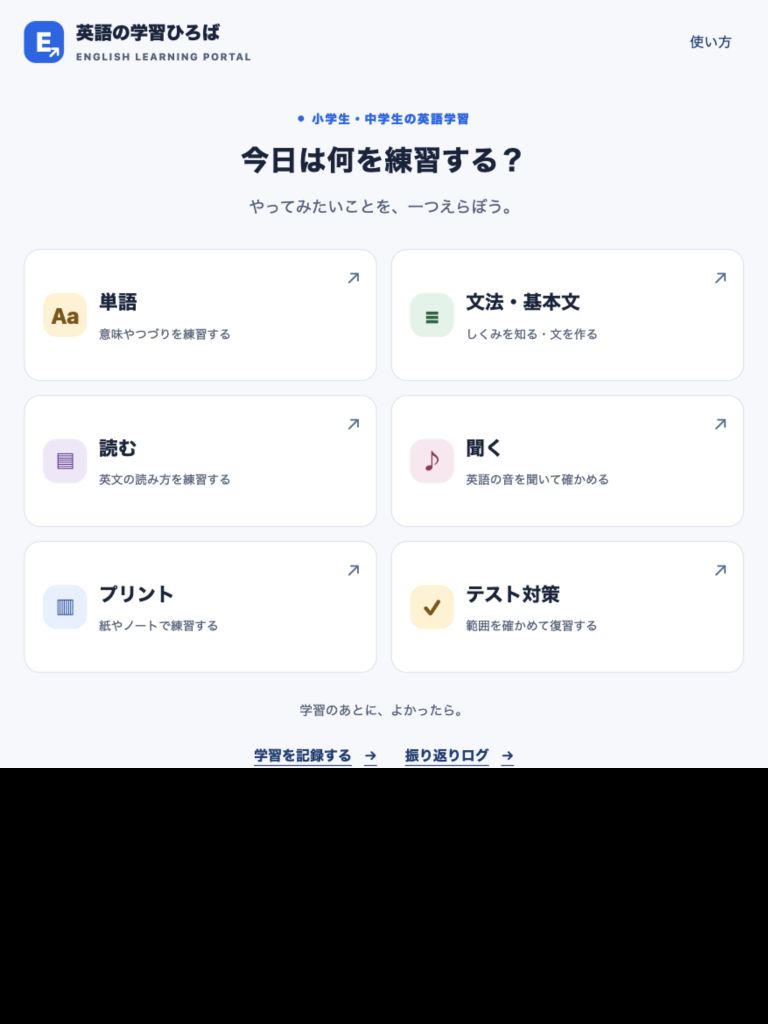 E
英語の学習ひろば
ENGLISH LEARNING PORTAL
使い方
• 小学生・中学生の英語学習
今日は何を練習する？
やってみたいことを、一つえらぼう。
Aa
単語
意味やつづりを練習する
文法・基本文
しくみを知る・文を作る
読む
英文の読み方を練習する
聞く
英語の音を聞いて確かめる
プリント
紙やノートで練習する
テスト対策
範囲を確かめて復習する
学習のあとに、よかったら。
学習を記録する → 振り返りログ →